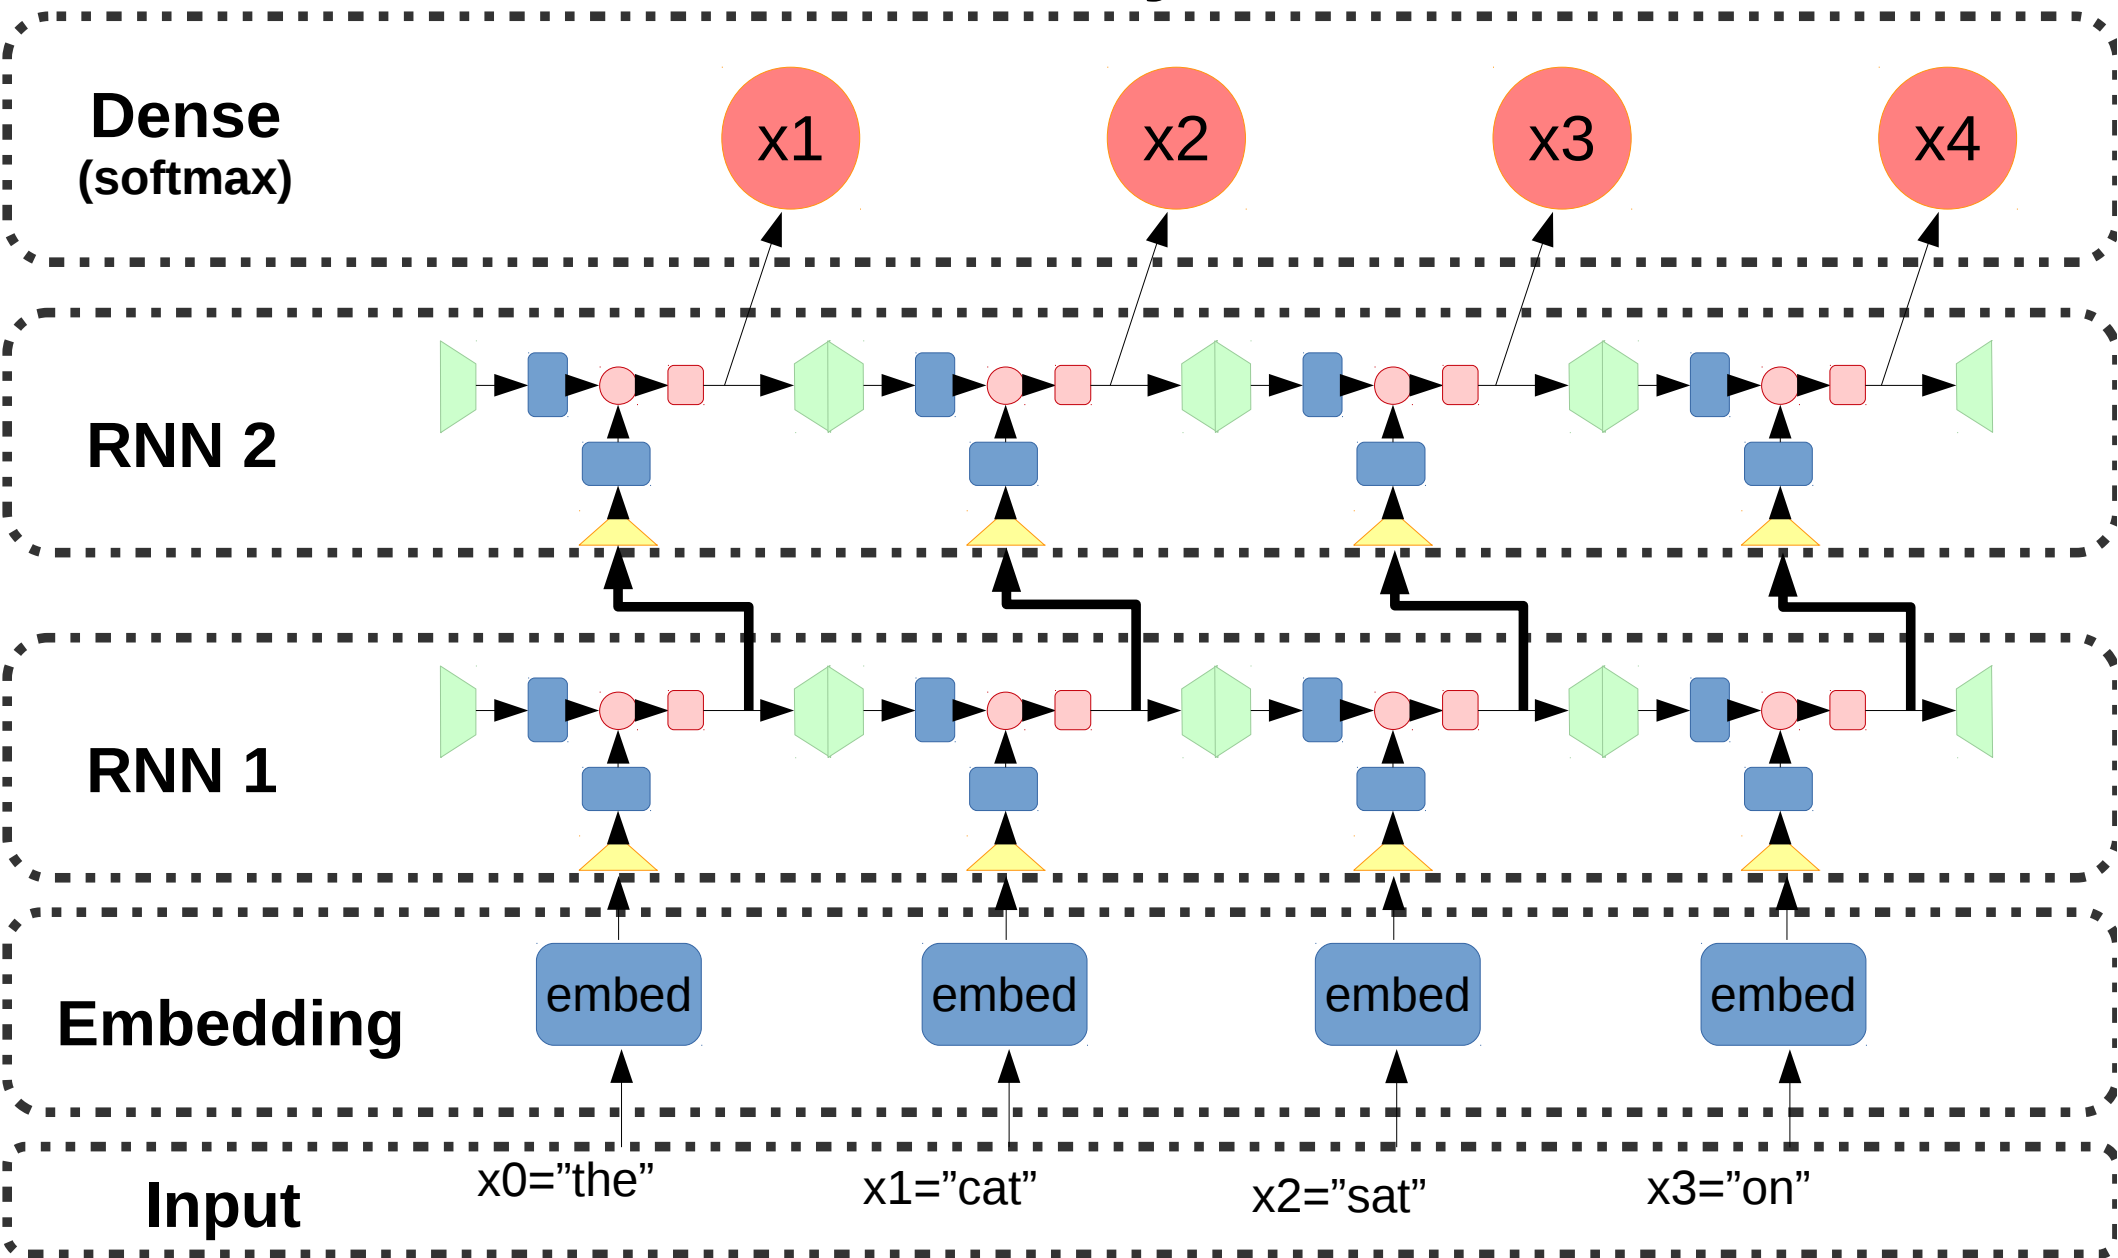 Dense
(softmax)
x1
x2
x3
x4
RNN 2
RNN 1
Embedding
embed
embed
embed
embed
Input
x0=”the”
x1=”cat”
x2=”sat”
x3=”on”